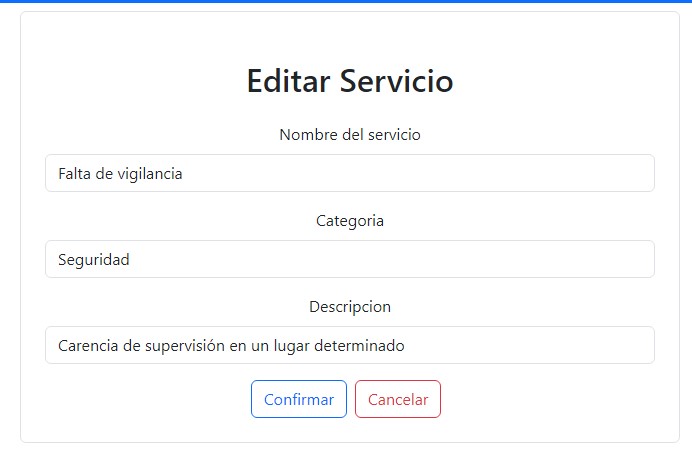 Editar Servicio
Nombre del servicio
Falta de vigilancia
Categoria
Seguridad
Descripcion
Carencia de supervisión en un lugar determinado
Confirmar Cancelar